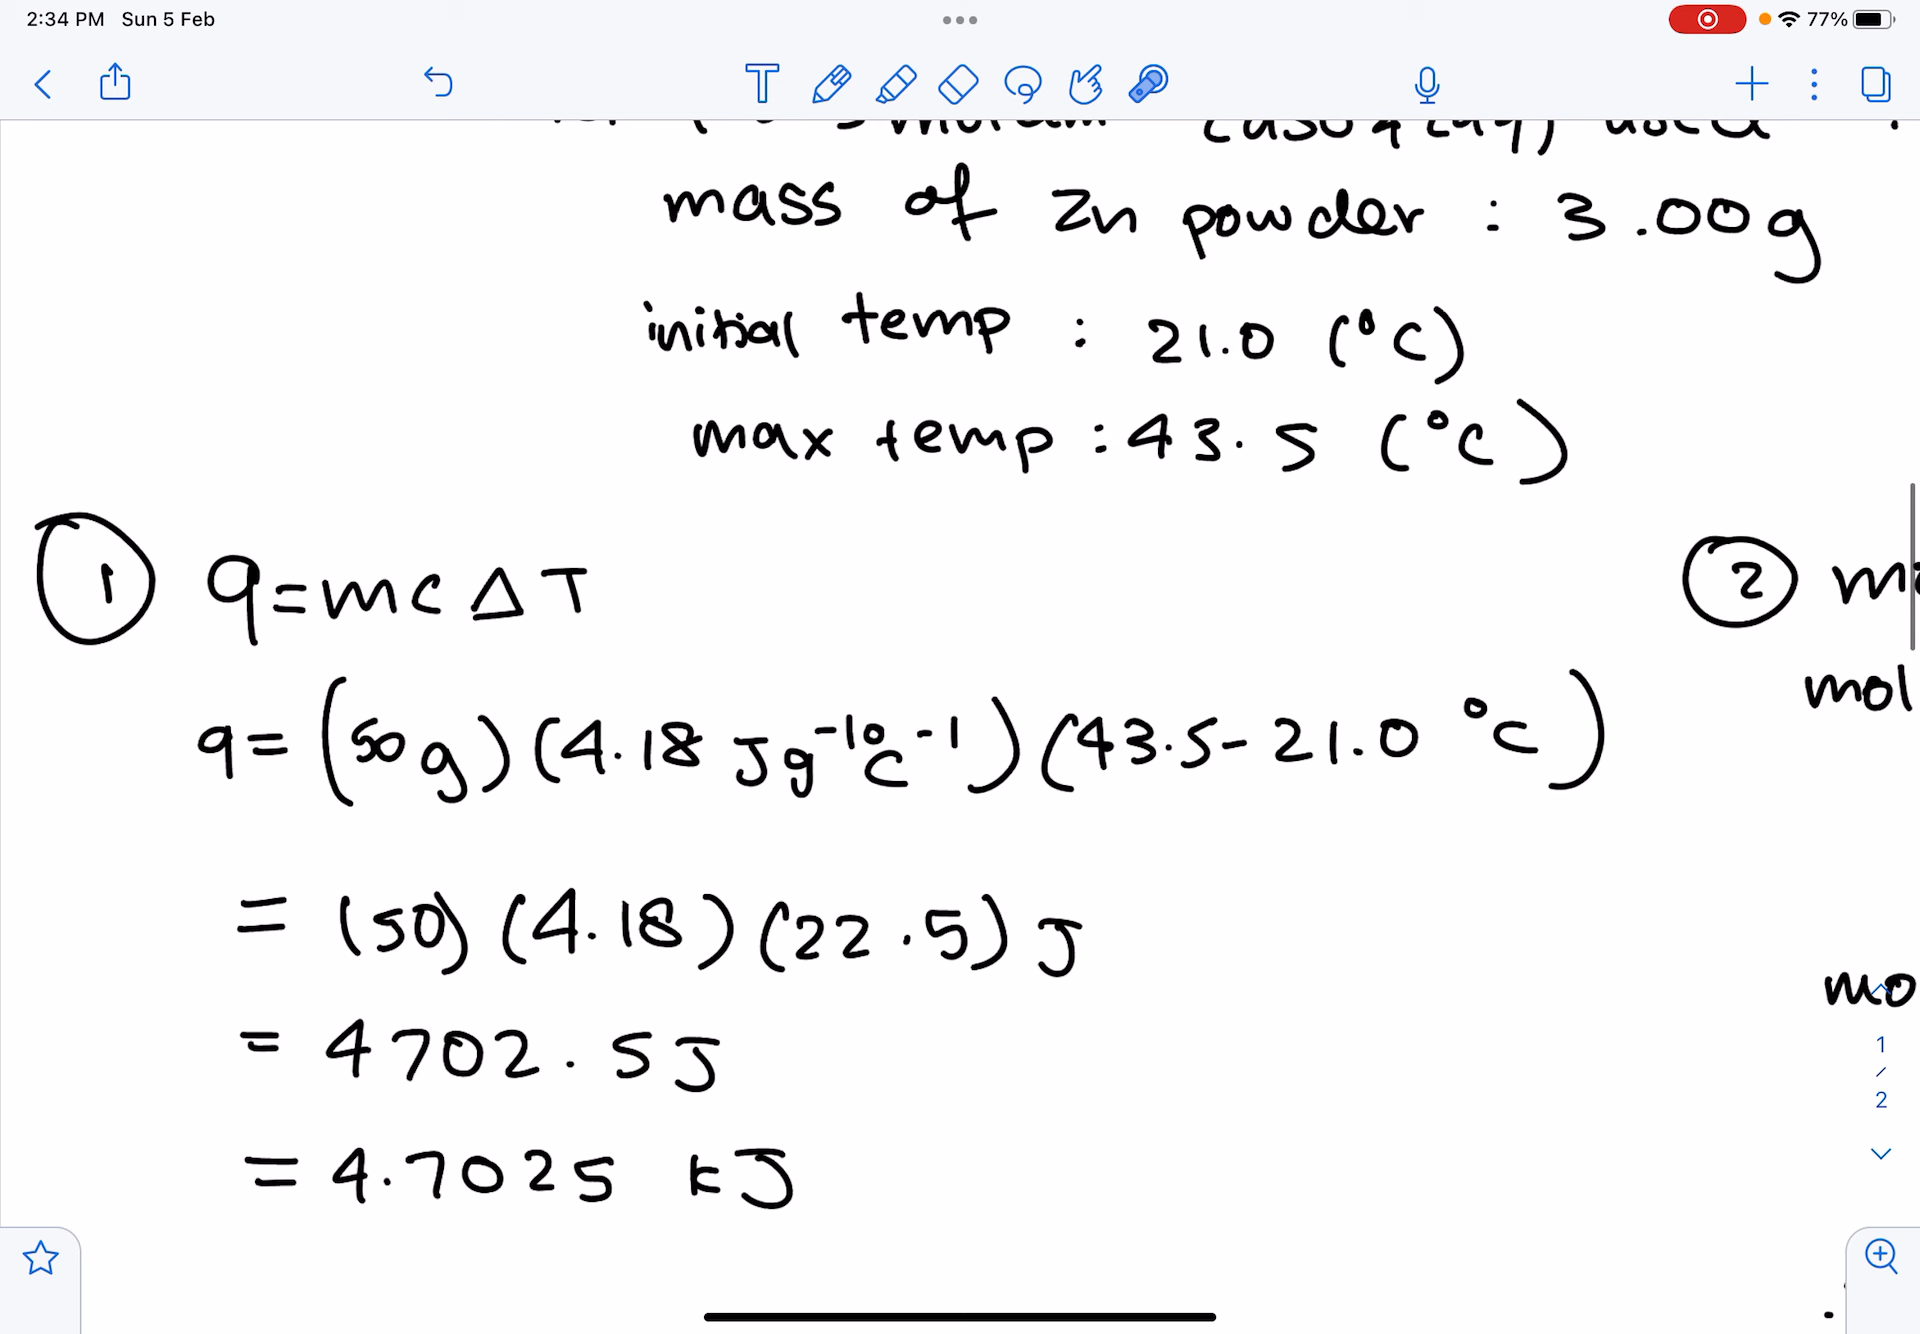 2:34 PM Sun 5 Feb
77%
T
mass of Zn powder : 3.00g
initial temp : 21.0 (°C)
max temp : 43.5 (°C)
① q=mcΔT
② m
q= (50g)(4.18 Jg⁻¹°C⁻¹)(43.5-21.0 °C)
mol
= (50)(4.18)(22.5) J
= 4702.5J
mo
1
/
2
= 4.7025 kJ